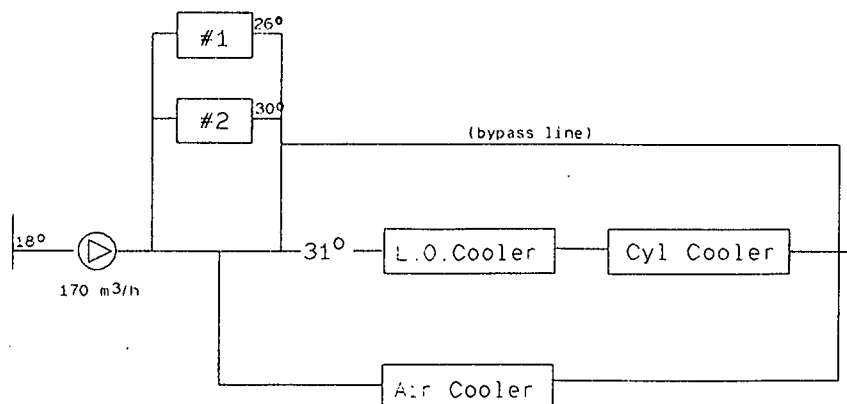 #1
26°
#2
30°
(bypass line)
18°
31°
L.O.Cooler
Cyl Cooler
170 m3/h
Air Cooler